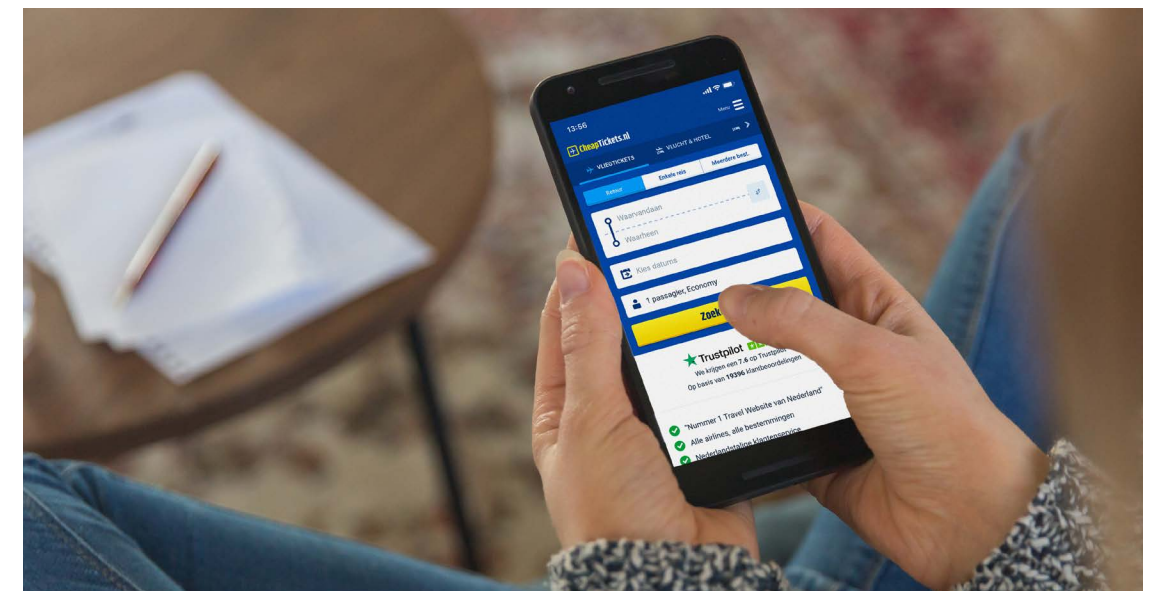 13:56
CheapTickets.nl
Menu
VLIEGTICKETS
VLUCHT & HOTEL
Retour
Enkele reis
Meerdere best.
Waarvandaan
Waarheen
Kies datums
1 passagier, Economy
Zoek
Trustpilot
We krijgen een 7.6 op Trustpilot
Op basis van 19396 klantbeoordelingen
"Nummer 1 Travel Website van Nederland"
Alle airlines, alle bestemmingen
Nederlandstalige klantenservice